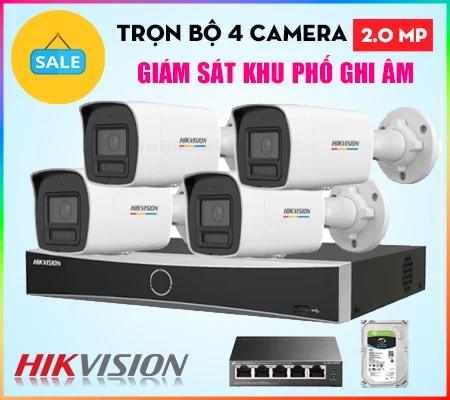 SALE
TRỌN BỘ 4 CAMERA 2.0 MP
GIÁM SÁT KHU PHỐ GHI ÂM
HIKVISION
HIKVISION
HIKVISION
HIKVISION
HIKVISION
HIKVISION